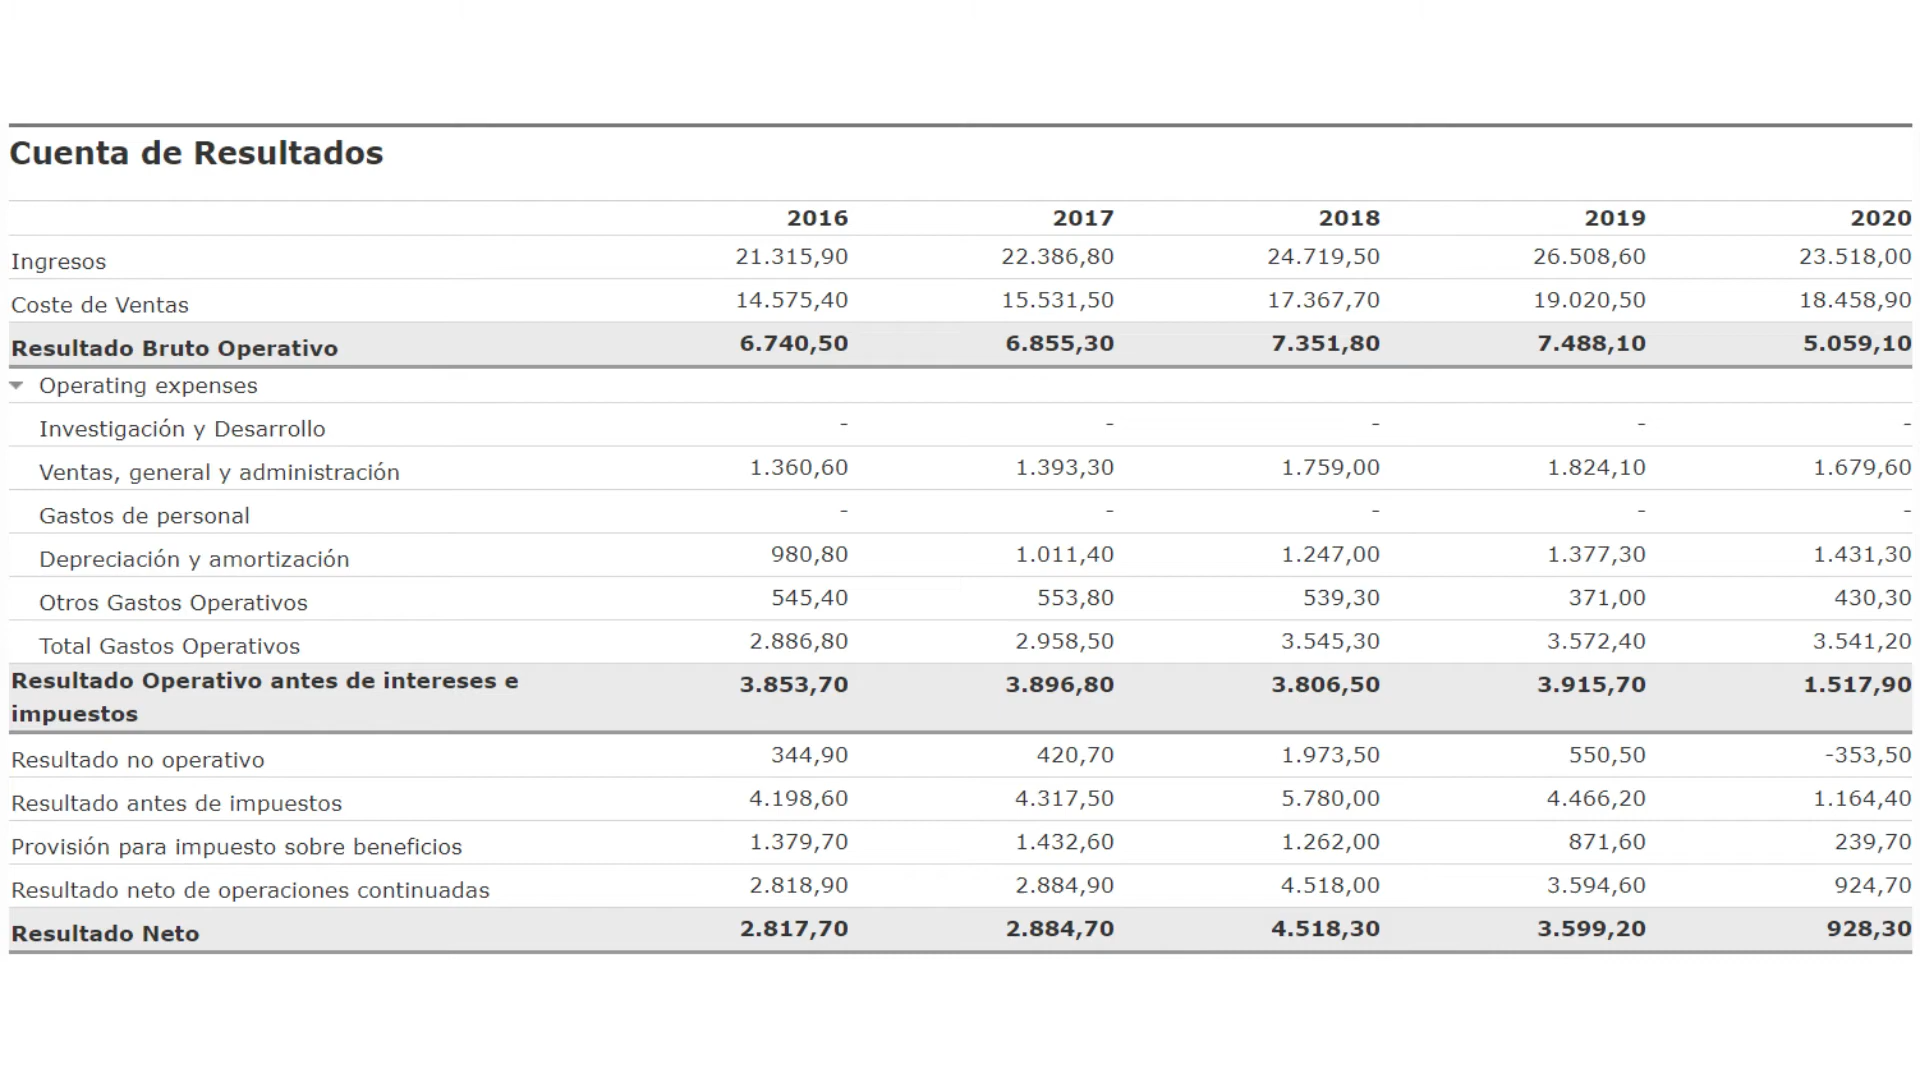 Cuenta de Resultados
2016 2017 2018 2019 2020
Ingresos 21.315,90 22.386,80 24.719,50 26.508,60 23.518,00
Coste de Ventas 14.575,40 15.531,50 17.367,70 19.020,50 18.458,90
Resultado Bruto Operativo 6.740,50 6.855,30 7.351,80 7.488,10 5.059,10
Operating expenses
Investigación y Desarrollo - - - - -
Ventas, general y administración 1.360,60 1.393,30 1.759,00 1.824,10 1.679,60
Gastos de personal - - - - -
Depreciación y amortización 980,80 1.011,40 1.247,00 1.377,30 1.431,30
Otros Gastos Operativos 545,40 553,80 539,30 371,00 430,30
Total Gastos Operativos 2.886,80 2.958,50 3.545,30 3.572,40 3.541,20
Resultado Operativo antes de intereses e
impuestos 3.853,70 3.896,80 3.806,50 3.915,70 1.517,90
Resultado no operativo 344,90 420,70 1.973,50 550,50 -353,50
Resultado antes de impuestos 4.198,60 4.317,50 5.780,00 4.466,20 1.164,40
Provisión para impuesto sobre beneficios 1.379,70 1.432,60 1.262,00 871,60 239,70
Resultado neto de operaciones continuadas 2.818,90 2.884,90 4.518,00 3.594,60 924,70
Resultado Neto 2.817,70 2.884,70 4.518,30 3.599,20 928,30